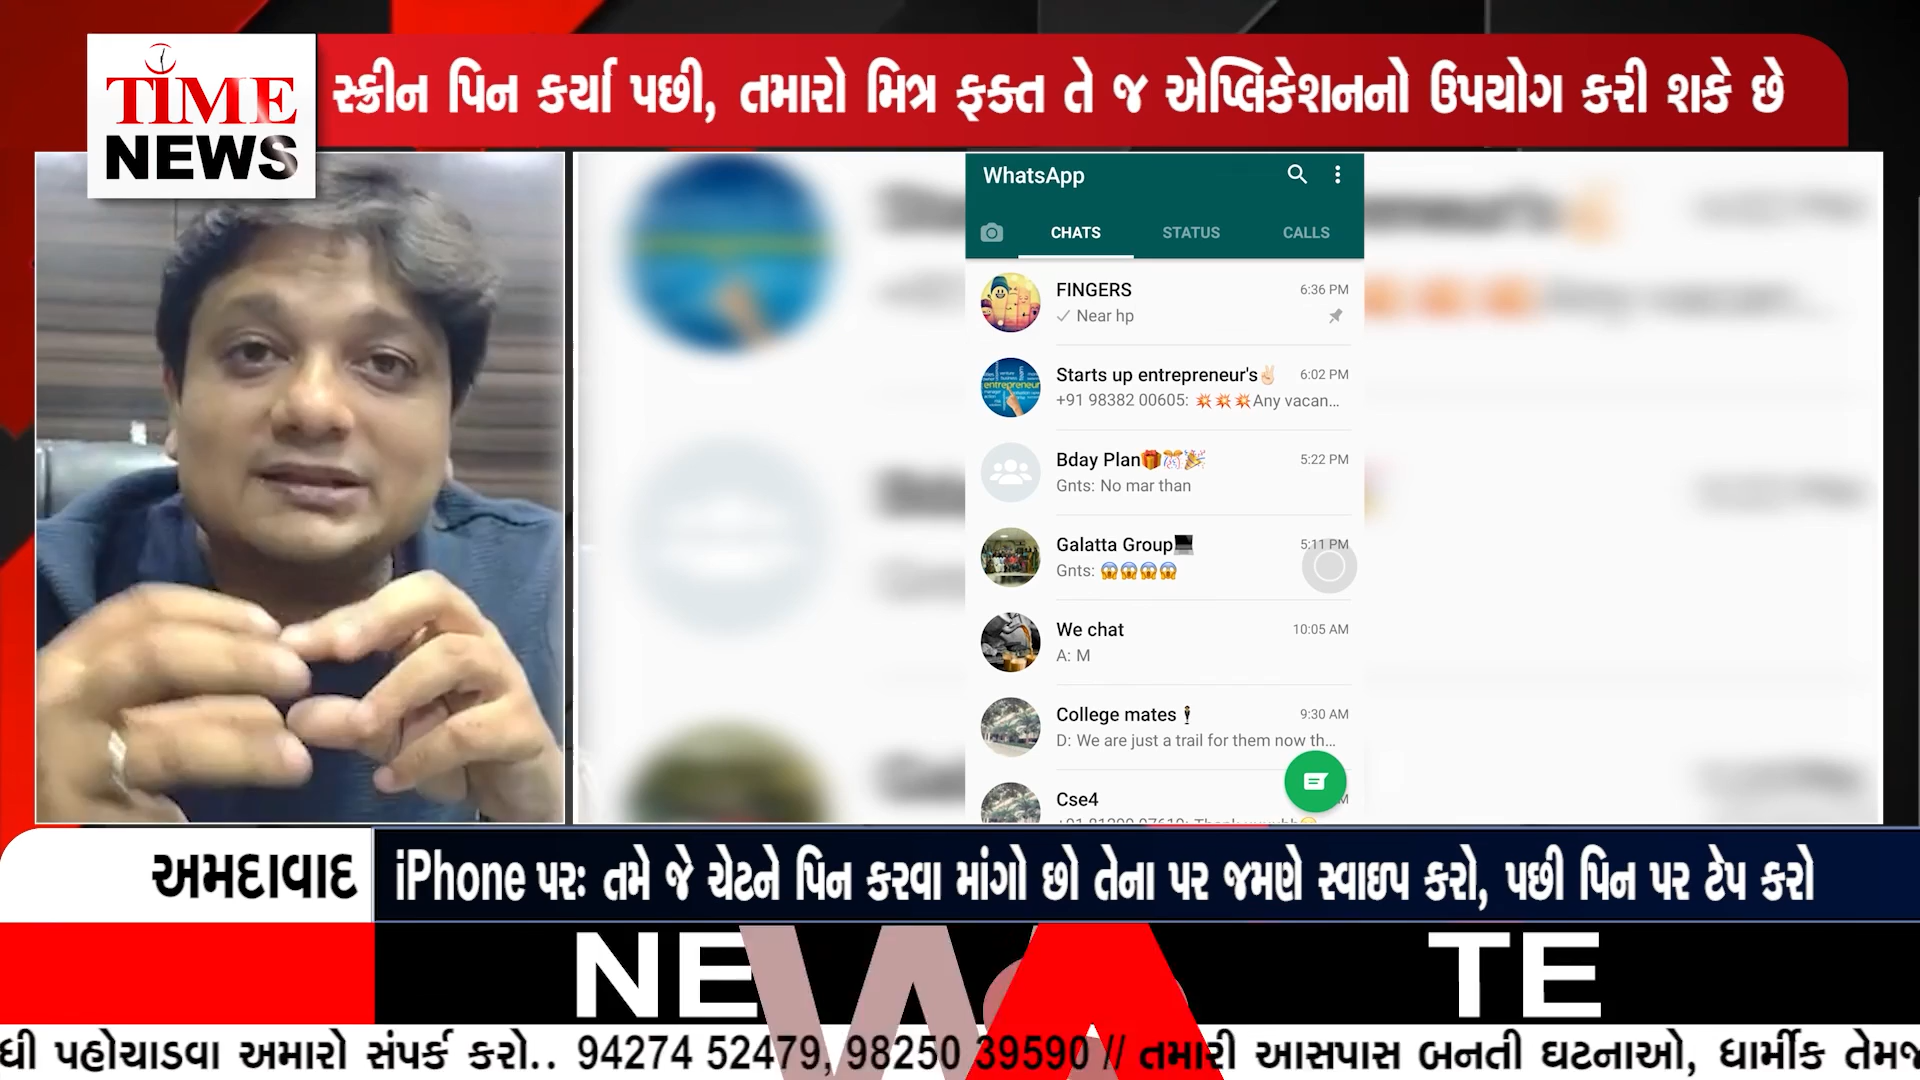 TIME
NEWS
સ્ક્રીન પિન કર્યા પછી, તમારો મિત્ર ફક્ત તે જ એપ્લિકેશનનો ઉપયોગ કરી શકે છે
WhatsApp
CHATS STATUS CALLS
FINGERS 6:36 PM
✓ Near hp
Starts up entrepreneur's✌🏻 6:02 PM
+91 98382 00605: 💥💥💥Any vacan...
Bday Plan🎁🎊🎉 5:22 PM
Gnts: No mar than
Galatta Group💻 5:11 PM
Gnts: 😱😱😱😱
We chat 10:05 AM
A: M
College mates🕴 9:30 AM
D: We are just a trail for them now th...
Cse4
અમદાવાદ
iPhone પર: તમે જે ચેટને પિન કરવા માંગો છો તેના પર જમણે સ્વાઇપ કરો, પછી પિન પર ટેપ કરો
NE TE
ધી પહોચાડવા અમારો સંપર્ક કરો.. 94274 52479, 98250 39590 // તમારી આસપાસ બનતી ઘટનાઓ, ધાર્મીક તેમજ